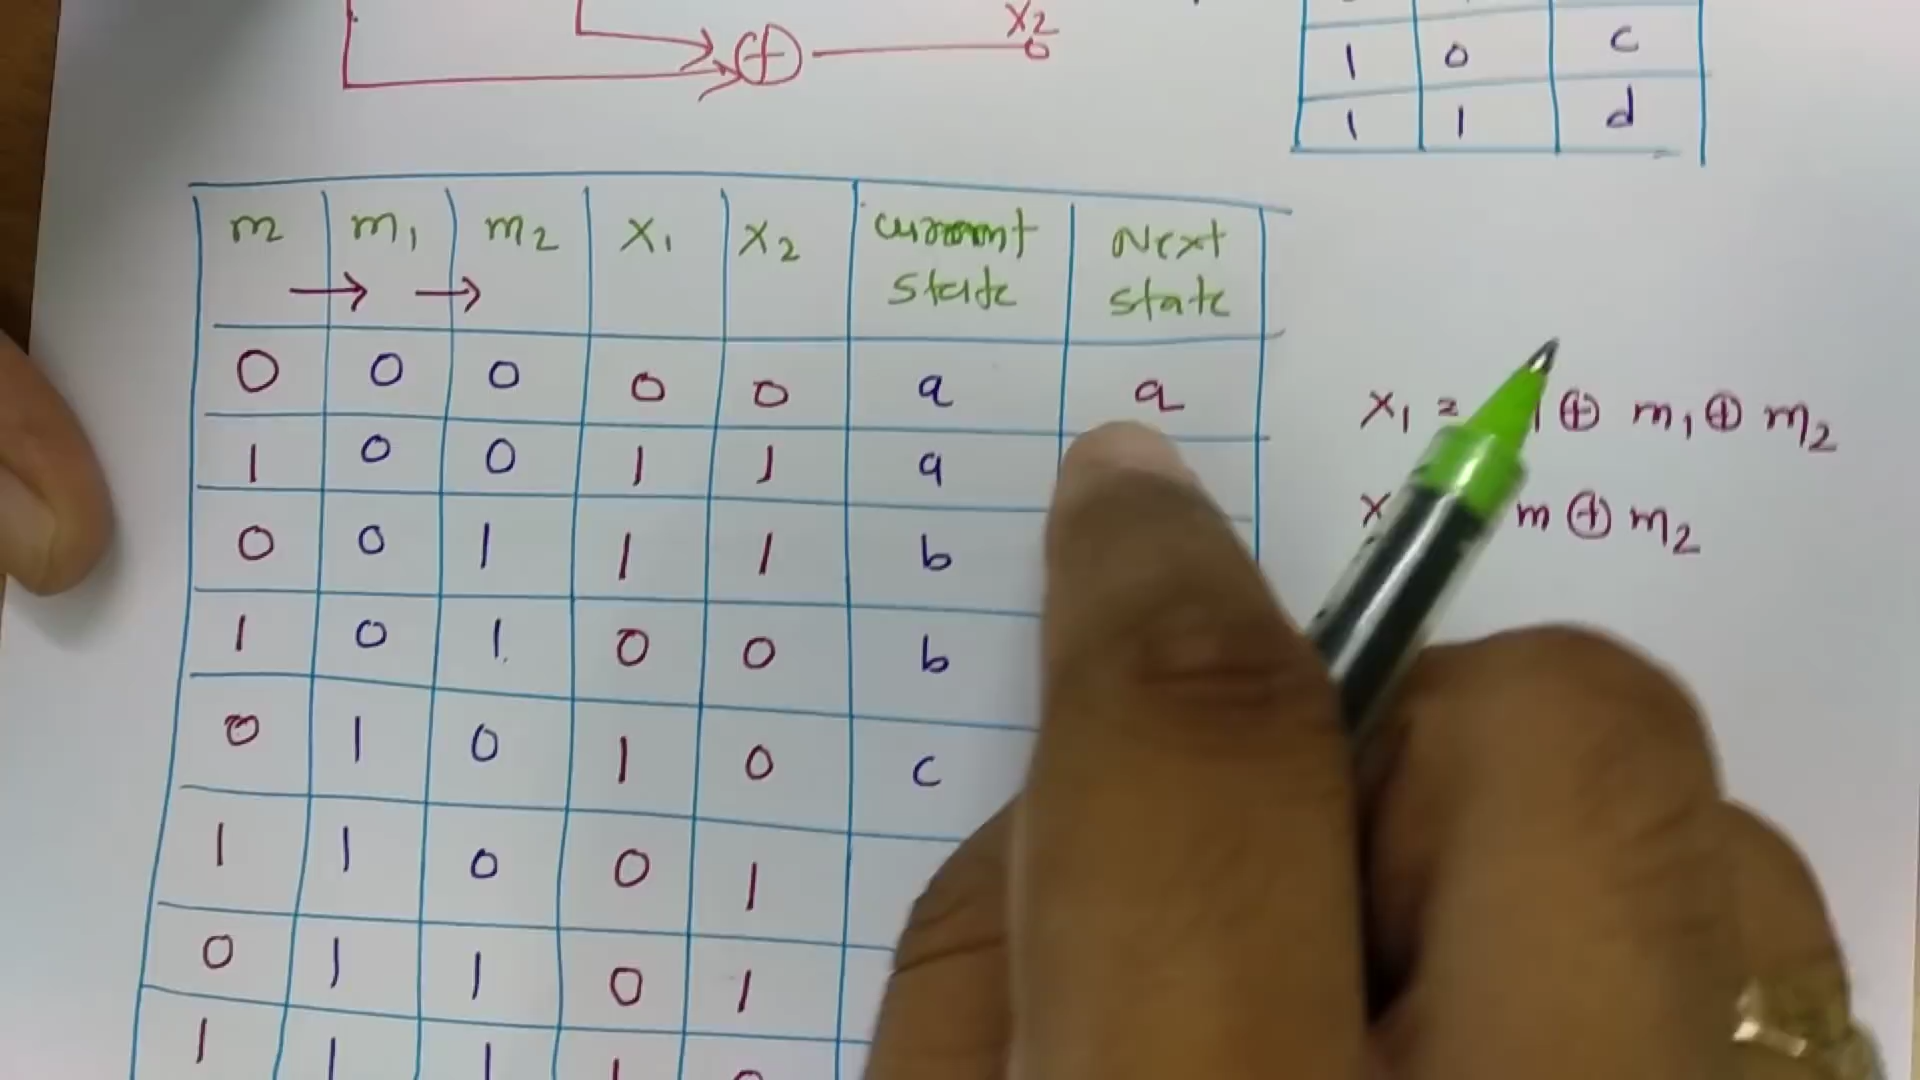 X2
1 0 c
1 1 d
m m1 m2 X1 X2 current state Next state
→ →
0 0 0 0 0 a a
1 0 0 1 1 a
0 0 1 1 1 b
1 0 1 0 0 b
0 1 0 1 0 c
1 1 0 0 1
0 1 1 0 1
1 1 1 1 0
X1 = ⊕ m1 ⊕ m2
X m ⊕ m2